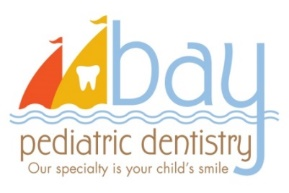 bay
pediatric dentistry
Our specialty is your child's smile